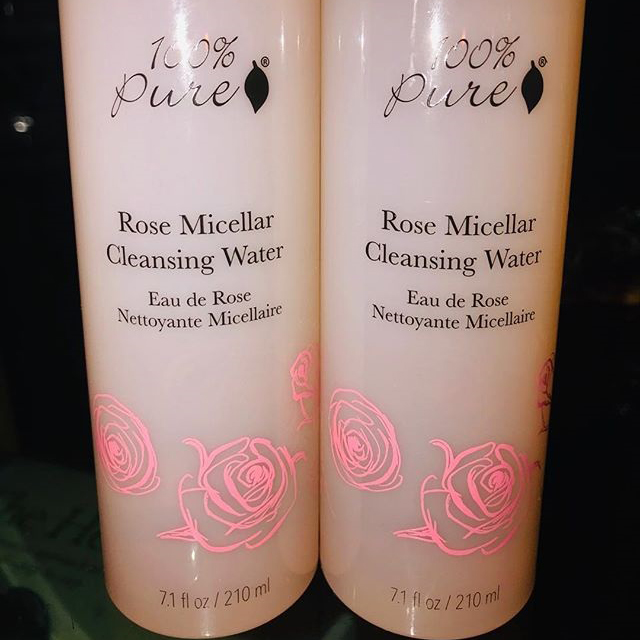 100%
Pure®
Rose Micellar
Cleansing Water
Eau de Rose
Nettoyante Micellaire
7.1 fl oz / 210 ml
100%
Pure®
Rose Micellar
Cleansing Water
Eau de Rose
Nettoyante Micellaire
7.1 fl oz / 210 ml